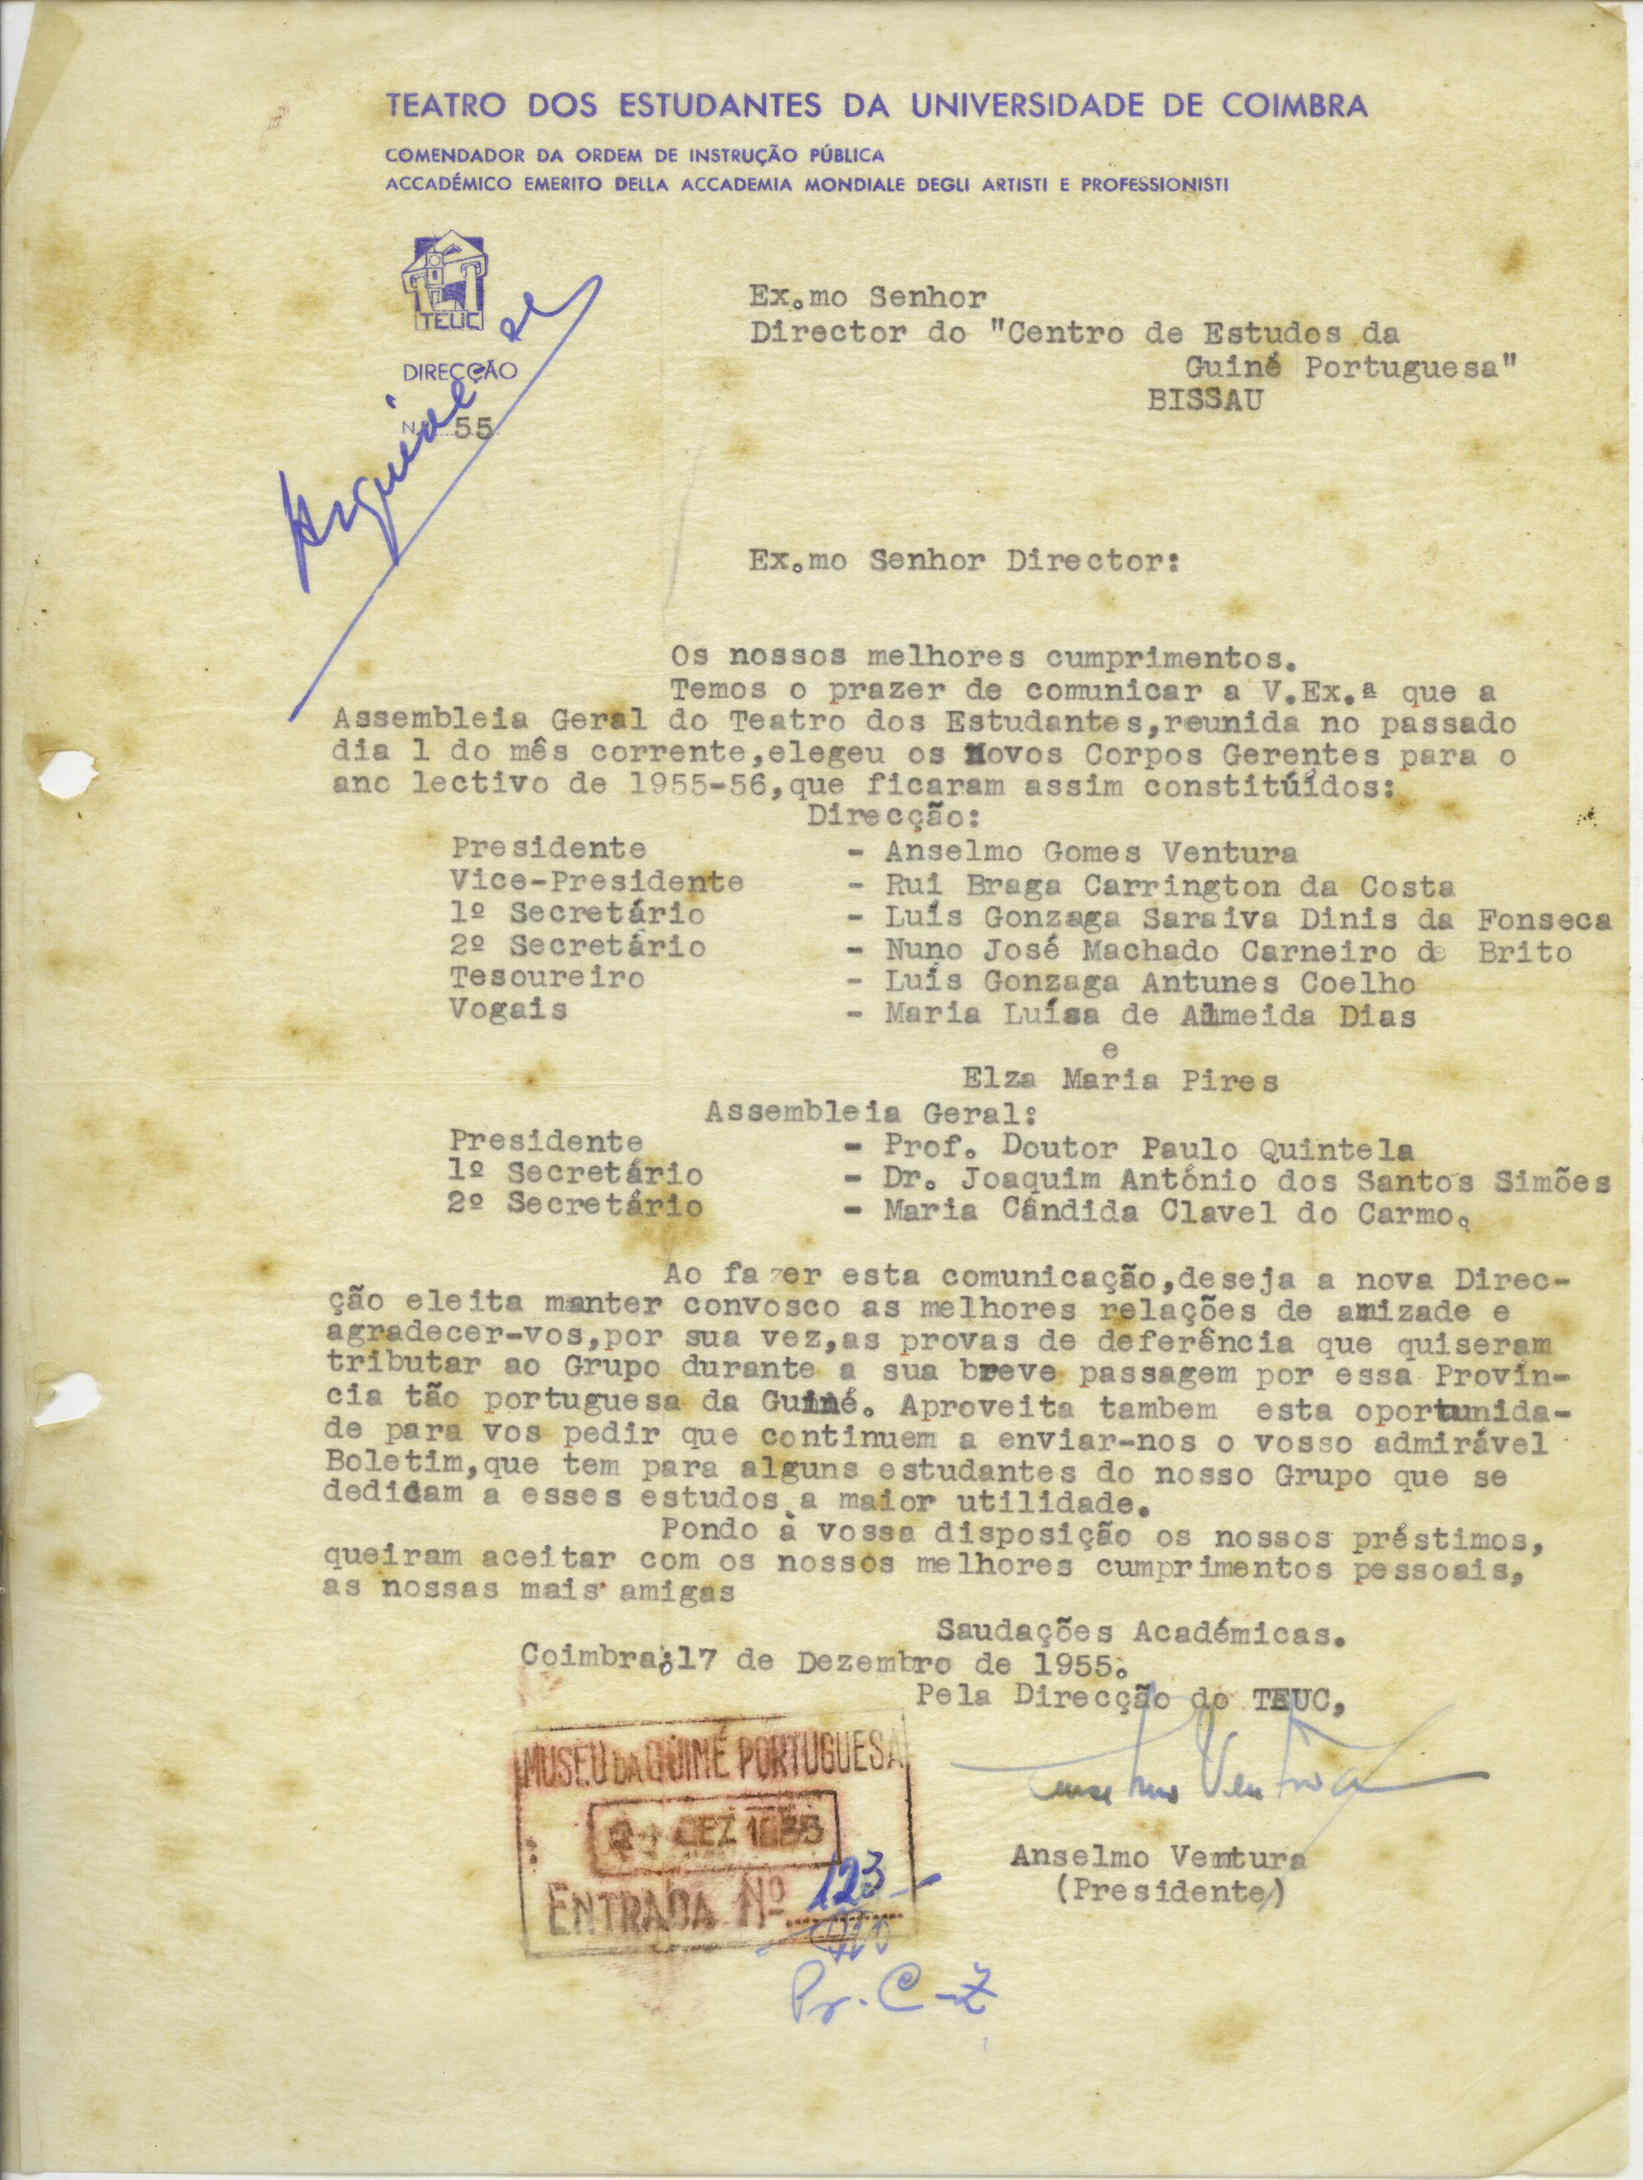 TEATRO DOS ESTUDANTES DA UNIVERSIDADE DE COIMBRA
COMENDADOR DA ORDEM DE INSTRUÇÃO PÚBLICA
ACCADÉMICO EMERITO DELLA ACCADEMIA MONDIALE DEGLI ARTISTI E PROFESSIONISTI
TEUC
DIRECÇÃO
N. 55
Arquive-se
Ex.mo Senhor
Director do "Centro de Estudos da
Guiné Portuguesa"
BISSAU
Ex.mo Senhor Director:
Os nossos melhores cumprimentos.
Temos o prazer de comunicar a V.Ex.ª que a
Assembleia Geral do Teatro dos Estudantes,reunida no passado
dia 1 do mês corrente,elegeu os Novos Corpos Gerentes para o
ano lectivo de 1955-56,que ficaram assim constitúídos:
Direcção:
Presidente - Anselmo Gomes Ventura
Vice-Presidente - Rui Braga Carrington da Costa
1º Secretário - Luís Gonzaga Saraiva Dinis da Fonseca
2º Secretário - Nuno José Machado Carneiro de Brito
Tesoureiro - Luís Gonzaga Antunes Coelho
Vogais - Maria Luísa de Almeida Dias
e
Elza Maria Pires
Assembleia Geral:
Presidente - Prof. Doutor Paulo Quintela
1º Secretário - Dr. Joaquim António dos Santos Simões
2º Secretário - Maria Cândida Clavel do Carmo.
Ao fazer esta comunicação,deseja a nova Direc-
ção eleita manter convosco as melhores relações de amizade e
agradecer-vos,por sua vez,as provas de deferência que quiseram
tributar ao Grupo durante a sua breve passagem por essa Provín-
cia tão portuguesa da Guiné. Aproveita tambem esta oportunida-
de para vos pedir que continuem a enviar-nos o vosso admirável
Boletim,que tem para alguns estudantes do nosso Grupo que se
dedicam a esses estudos a maior utilidade.
Pondo à vossa disposição os nossos préstimos,
queiram aceitar com os nossos melhores cumprimentos pessoais,
as nossas mais amigas
Saudações Académicas.
Coimbra,17 de Dezembro de 1955.
Pela Direcção do TEUC,
Anselmo Ventura
MUSEU DA GUINÉ PORTUGUESA
DEZ 1955
ENTRADA Nº 123
Anselmo Ventura
(Presidente)
Pr. C-Z